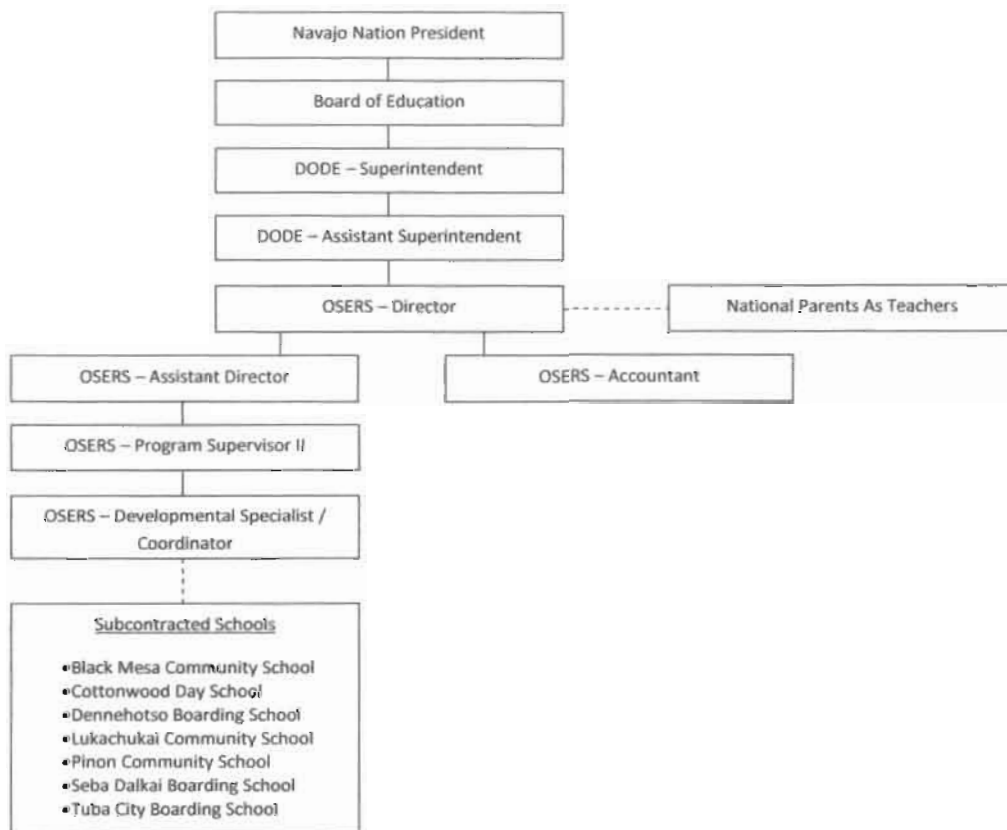 Navajo Nation President
Board of Education
DODE – Superintendent
DODE – Assistant Superintendent
OSERS – Director
National Parents As Teachers
OSERS – Assistant Director
OSERS – Accountant
OSERS – Program Supervisor II
OSERS – Developmental Specialist /
Coordinator
Subcontracted Schools
•Black Mesa Community School
•Cottonwood Day School
•Dennehotso Boarding School
•Lukachukai Community School
•Pinon Community School
•Seba Dalkai Boarding School
•Tuba City Boarding School